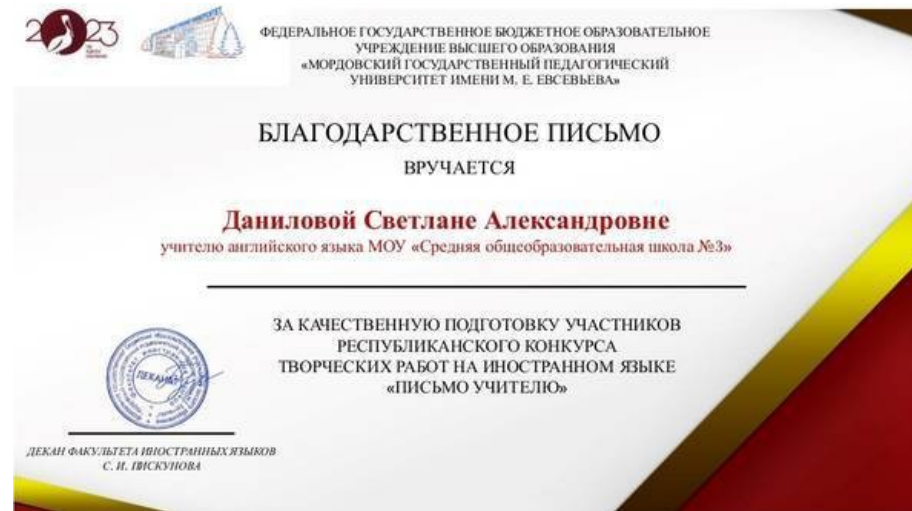 2023
ФЕДЕРАЛЬНОЕ ГОСУДАРСТВЕННОЕ БЮДЖЕТНОЕ ОБРАЗОВАТЕЛЬНОЕ
УЧРЕЖДЕНИЕ ВЫСШЕГО ОБРАЗОВАНИЯ
«МОРДОВСКИЙ ГОСУДАРСТВЕННЫЙ ПЕДАГОГИЧЕСКИЙ
УНИВЕРСИТЕТ ИМЕНИ М. Е. ЕВСЕВЬЕВА»
БЛАГОДАРСТВЕННОЕ ПИСЬМО
ВРУЧАЕТСЯ
Даниловой Светлане Александровне
учителю английского языка МОУ «Средняя общеобразовательная школа №3»
ЗА КАЧЕСТВЕННУЮ ПОДГОТОВКУ УЧАСТНИКОВ
РЕСПУБЛИКАНСКОГО КОНКУРСА
ТВОРЧЕСКИХ РАБОТ НА ИНОСТРАННОМ ЯЗЫКЕ
«ПИСЬМО УЧИТЕЛЮ»
ДЕКАНАТ
ДЕКАН ФАКУЛЬТЕТА ИНОСТРАННЫХ ЯЗЫКОВ
С. И. ПИСКУНОВА